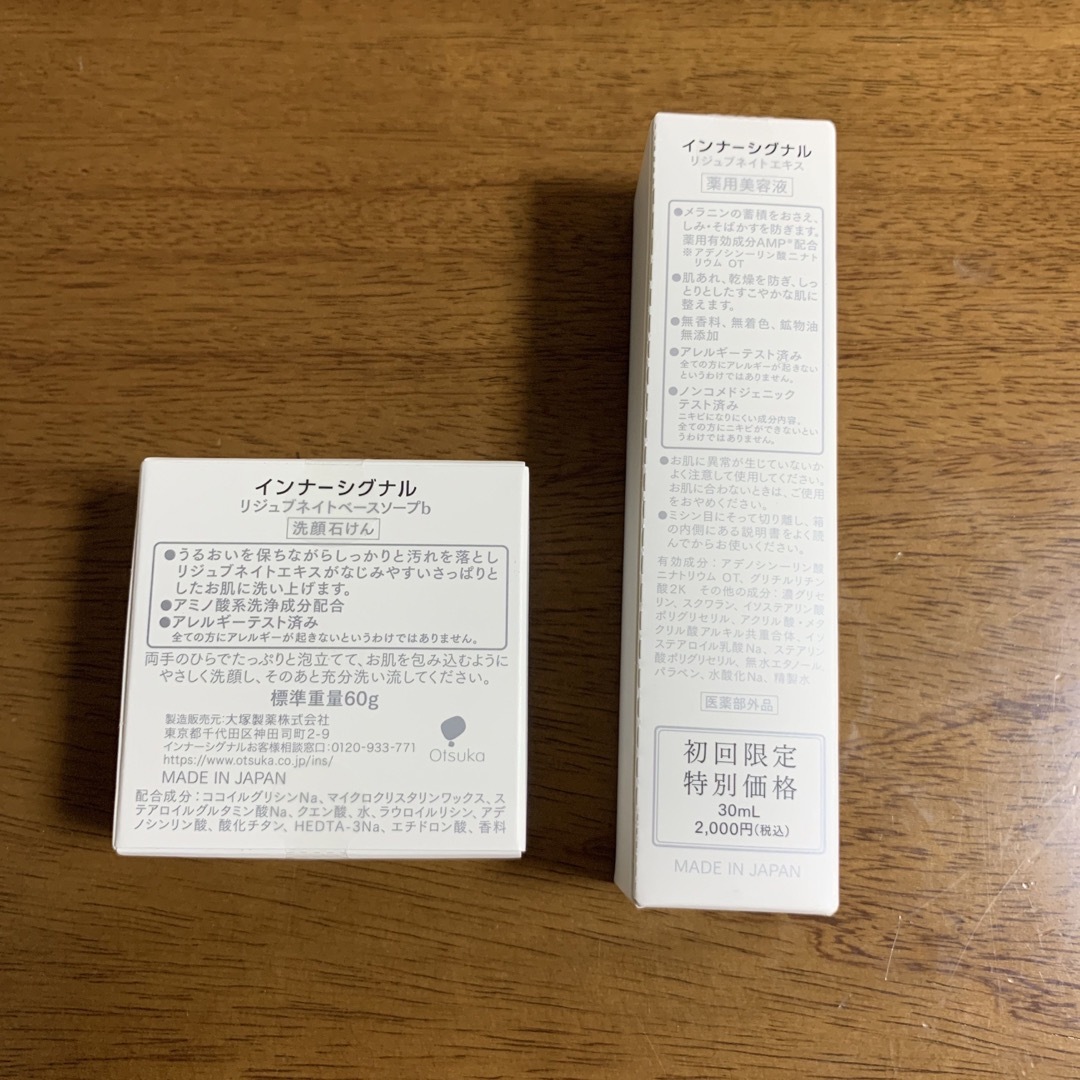 インナーシグナル
リジュブネイトベースソープb
洗顔石けん
●うるおいを保ちながらしっかりと汚れを落とし
リジュブネイトエキスがなじみやすいさっぱりと
したお肌に洗い上げます。
●アミノ酸系洗浄成分配合
●アレルギーテスト済み
全ての方にアレルギーが起きないというわけではありません。
両手のひらでたっぷりと泡立てて、お肌を包み込むように
やさしく洗顔し、そのあと充分洗い流してください。
標準重量60g
製造販売元:大塚製薬株式会社
東京都千代田区神田司町2-9
インナーシグナルお客様相談窓口:0120-933-771
https://www.otsuka.co.jp/ins/
MADE IN JAPAN
Otsuka
配合成分:ココイルグリシンNa、マイクロクリスタリンワックス、ス
テアロイルグルタミン酸Na、クエン酸、水、ラウロイルリシン、アデ
ノシンリン酸、酸化チタン、HEDTA-3Na、エチドロン酸、香料
インナーシグナル
リジュブネイトエキス
薬用美容液
●メラニンの蓄積をおさえ、
しみ・そばかすを防ぎます。
薬用有効成分AMP※配合
※アデノシン一リン酸二ナト
リウム OT
●肌あれ、乾燥を防ぎ、しっ
とりとしたすこやかな肌に
整えます。
●無香料、無着色、鉱物油
無添加
●アレルギーテスト済み
全ての方にアレルギーが起きない
というわけではありません。
●ノンコメドジェニック
テスト済み
ニキビになりにくい成分内容。
全ての方にニキビができないとい
うわけではありません。
●お肌に異常が生じていないか
よく注意して使用してください。
お肌に合わないときは、ご使用
をおやめください。
●ミシン目にそって切り離し、箱
の内側にある説明書をよく読
んでからお使いください。
有効成分:アデノシン一リン酸
二ナトリウム OT、グリチルリチン
酸2K その他の成分:濃グリセ
リン、スクワラン、イソステアリン酸
ポリグリセリル、アクリル酸・メタ
クリル酸アルキル共重合体、イソ
ステアロイル乳酸Na、ステアリン
酸ポリグリセリル、無水エタノール、
パラベン、水酸化Na、精製水
医薬部外品
初回限定
特別価格
30mL
2,000円(税込)
MADE IN JAPAN